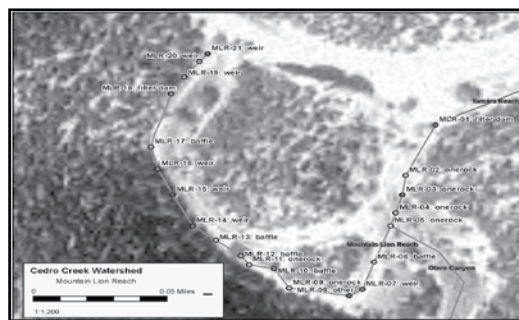 MLR-21: weir
MLR-20: weir
MLR-19: weir
MLR-18: filter dam
Tamara Reach
MLR-01: filter dam
MLR-17: baffle
MLR-16: weir
MLR-02: onerock
MLR-15: weir
MLR-03: onerock
MLR-04: onerock
MLR-14: weir
MLR-05: onerock
MLR-13: baffle
Mountain Lion Reach
MLR-12: baffle
MLR-11: onerock
MLR-06: baffle
Otero Canyon
MLR-10: baffle
MLR-09: onerock
MLR-08: other
MLR-07: weir
Cedro Creek Watershed
Mountain Lion Reach
0 0.05 Miles
1:1,200